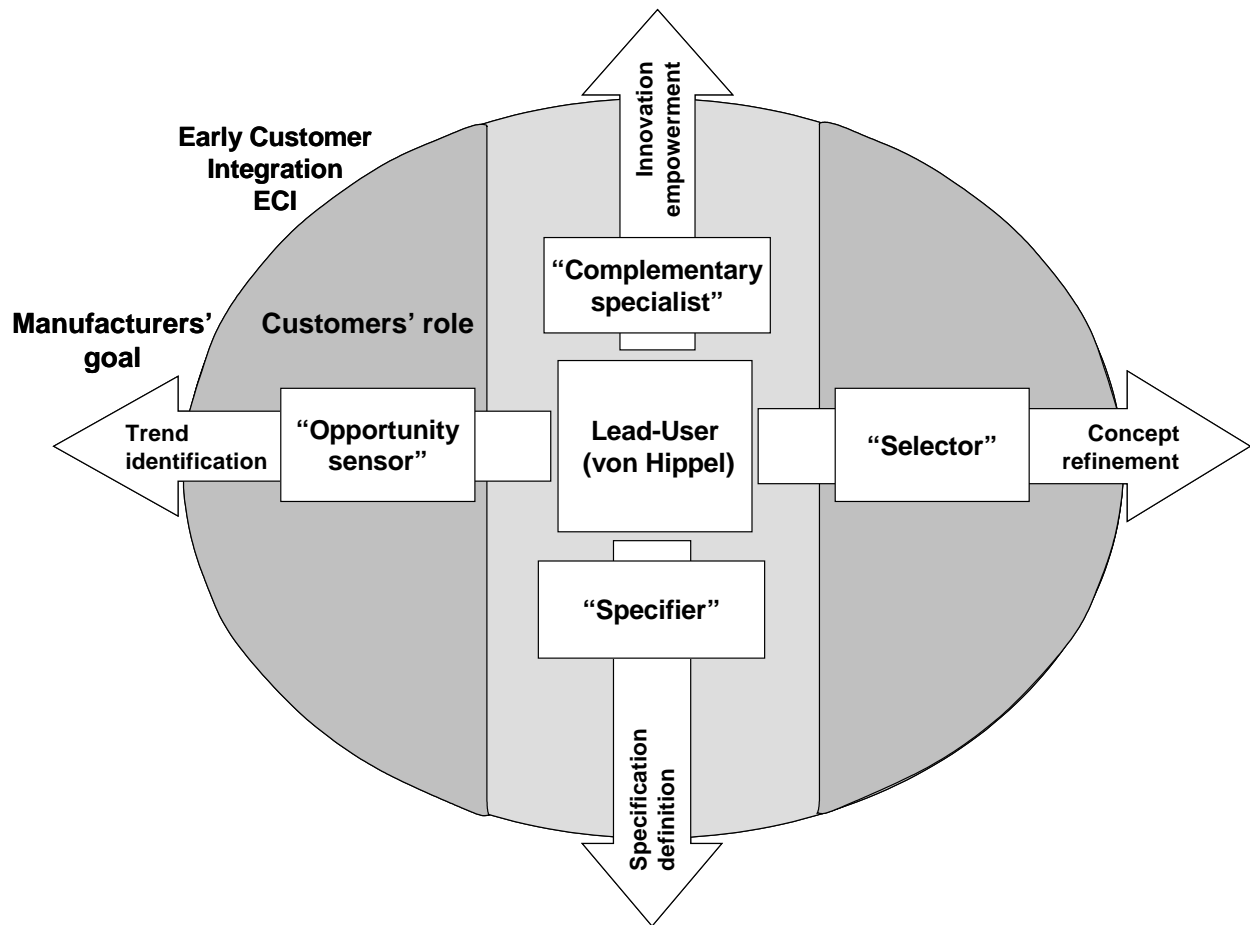 Innovation
empowerment
Early Customer
Integration
ECI
“Complementary
specialist”
Manufacturers’
goal
Customers’ role
Trend
identification
“Opportunity
sensor”
Lead-User
(von Hippel)
“Selector”
Concept
refinement
“Specifier”
Specification
definition